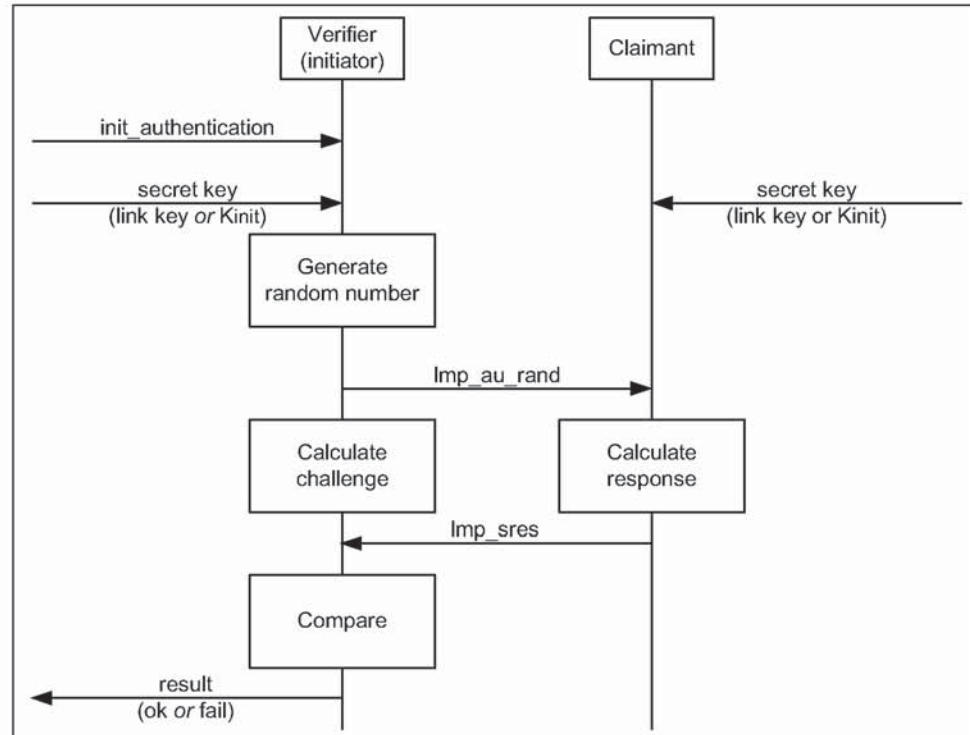 Verifier
(initiator)
Claimant
init_authentication
secret key
(link key or Kinit)
secret key
(link key or Kinit)
Generate
random number
lmp_au_rand
Calculate
challenge
Calculate
response
lmp_sres
Compare
result
(ok or fail)